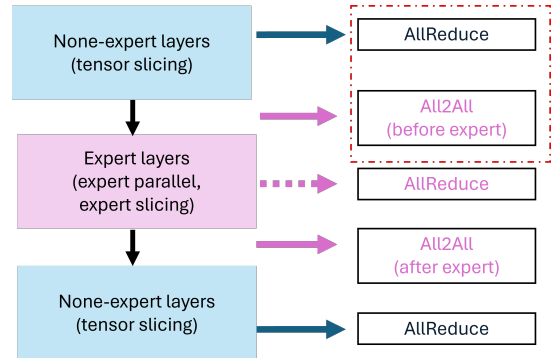 None-expert layers
(tensor slicing)
AllReduce
All2All
(before expert)
Expert layers
(expert parallel,
expert slicing)
AllReduce
All2All
(after expert)
None-expert layers
(tensor slicing)
AllReduce